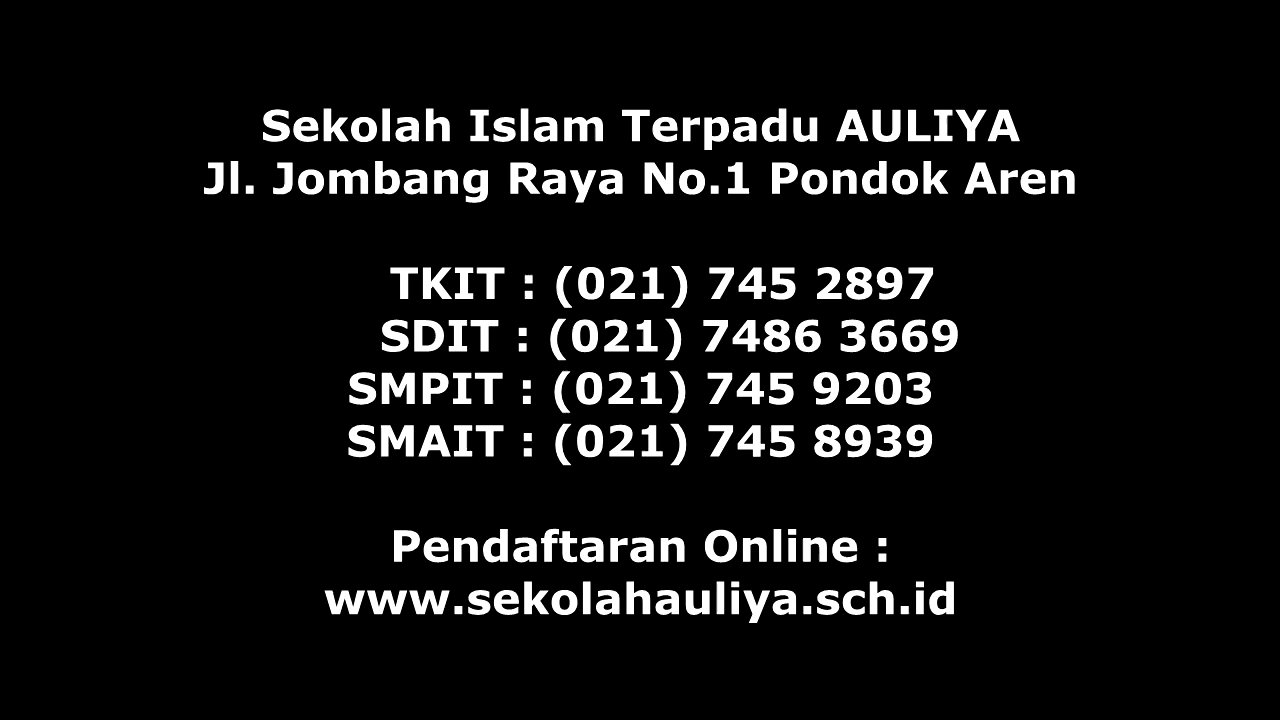 Sekolah Islam Terpadu AULIYA
Jl. Jombang Raya No.1 Pondok Aren
TKIT : (021) 745 2897
SDIT : (021) 7486 3669
SMPIT : (021) 745 9203
SMAIT : (021) 745 8939
Pendaftaran Online :
www.sekolahauliya.sch.id